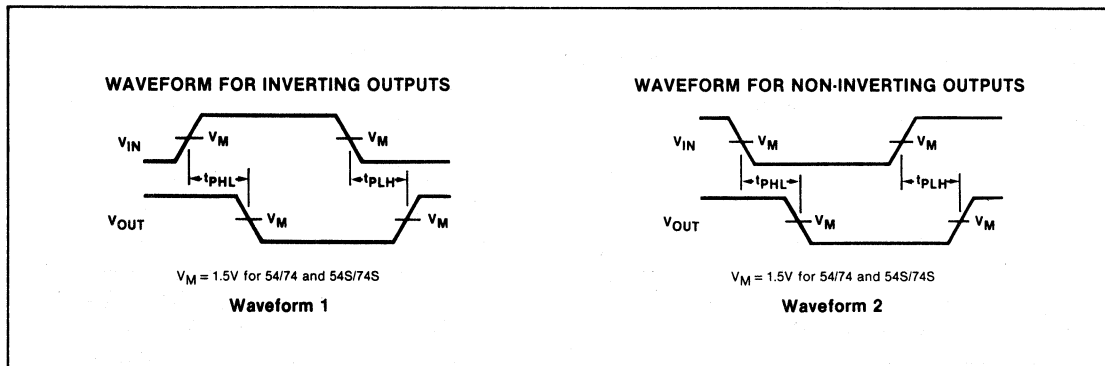 WAVEFORM FOR INVERTING OUTPUTS
VIN
VM
VM
tPHL
tPLH
VOUT
VM
VM
VM = 1.5V for 54/74 and 54S/74S
Waveform 1
WAVEFORM FOR NON-INVERTING OUTPUTS
VIN
VM
VM
tPHL
tPLH
VOUT
VM
VM
VM = 1.5V for 54/74 and 54S/74S
Waveform 2